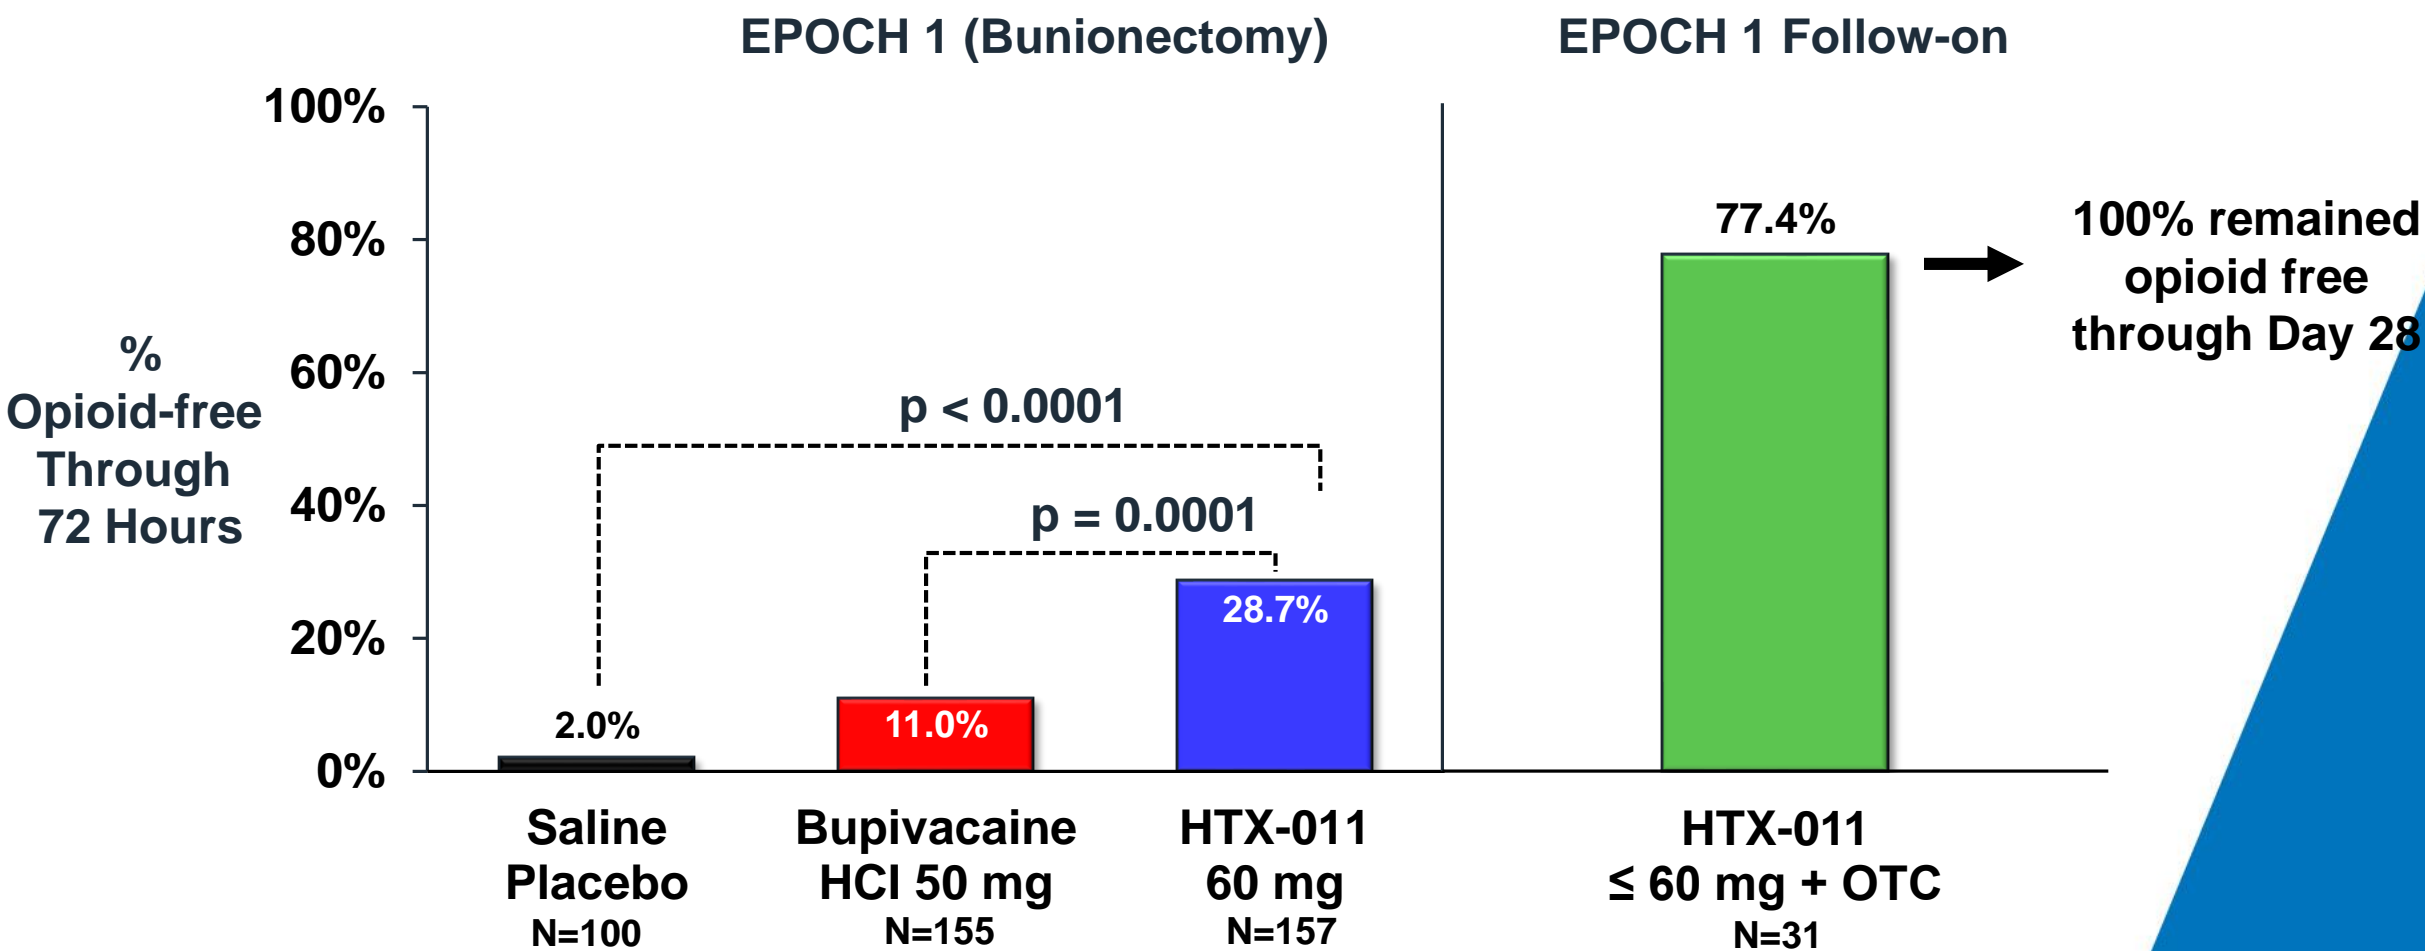 EPOCH 1 (Bunionectomy)
EPOCH 1 Follow-on
%
Opioid-free
Through
72 Hours
100%
80%
60%
40%
20%
0%
p < 0.0001
p = 0.0001
2.0%
11.0%
28.7%
77.4%
100% remained
opioid free
through Day 28
Saline
Placebo
N=100
Bupivacaine
HCl 50 mg
N=155
HTX-011
60 mg
N=157
HTX-011
≤ 60 mg + OTC
N=31